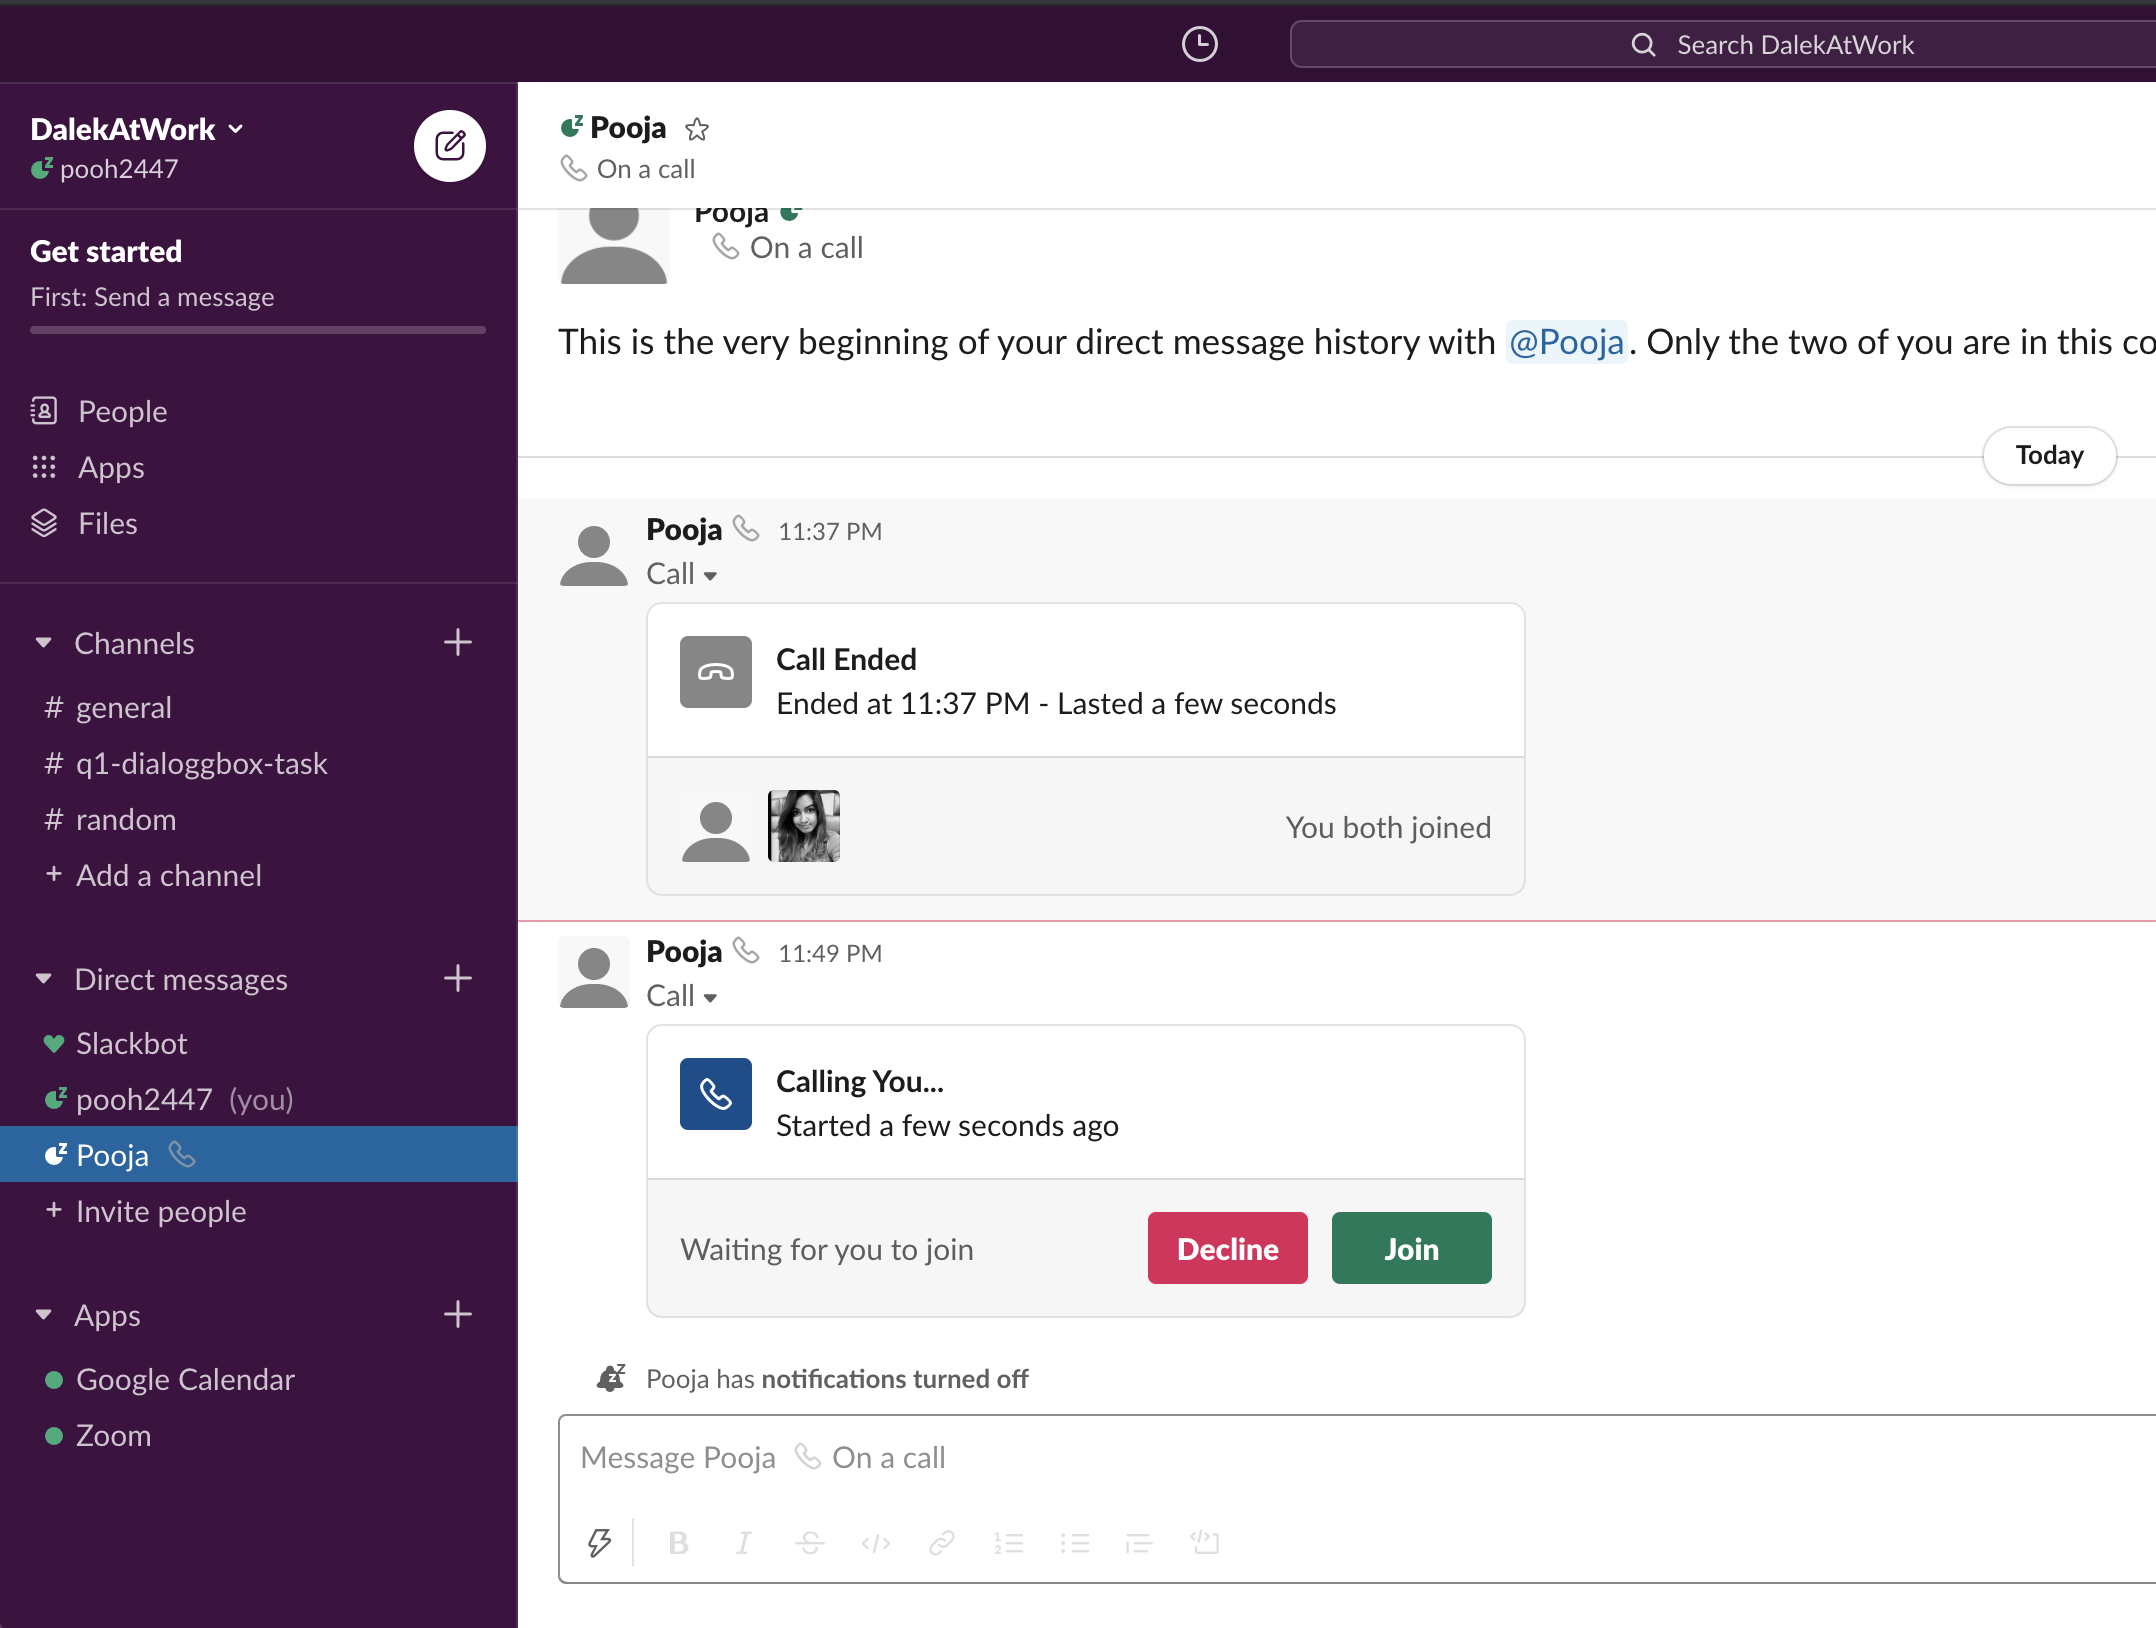 Search DalekAtWork
DalekAtWork
pooh2447
Get started
First: Send a message
People
Apps
Files
Channels
# general
# q1-dialoggbox-task
# random
+ Add a channel
Direct messages
Slackbot
pooh2447 (you)
Pooja
+ Invite people
Apps
Google Calendar
Zoom
Pooja
On a call
Pooja
On a call
This is the very beginning of your direct message history with @Pooja. Only the two of you are in this co
Today
Pooja 11:37 PM
Call
Call Ended
Ended at 11:37 PM - Lasted a few seconds
You both joined
Pooja 11:49 PM
Call
Calling You...
Started a few seconds ago
Waiting for you to join
Decline
Join
Pooja has notifications turned off
Message Pooja On a call